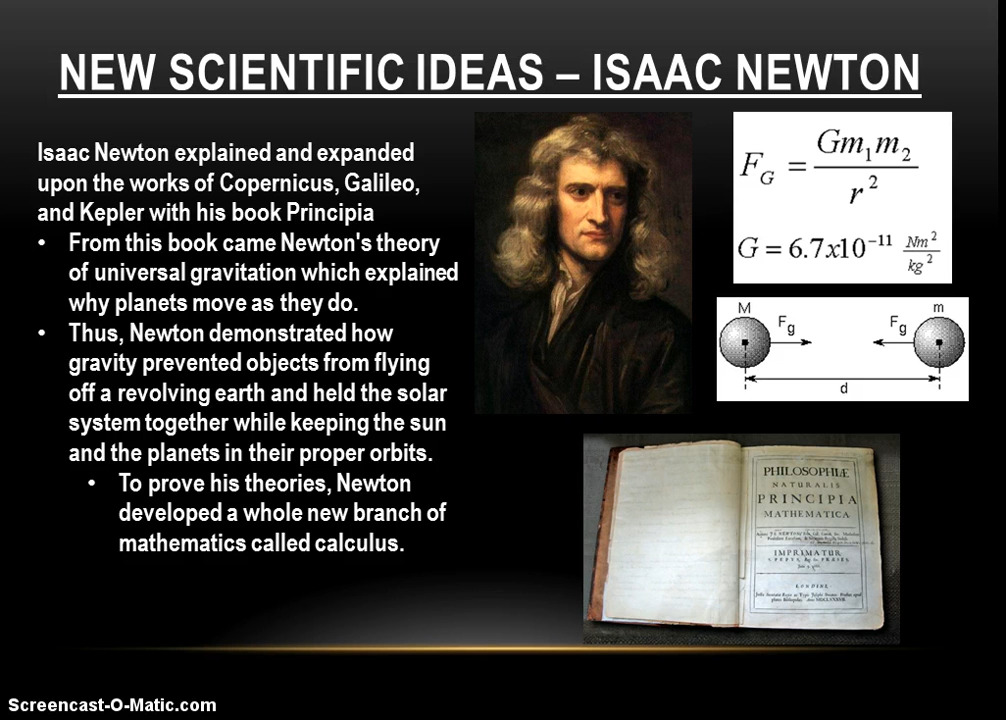 NEW SCIENTIFIC IDEAS – ISAAC NEWTON
Isaac Newton explained and expanded
upon the works of Copernicus, Galileo,
and Kepler with his book Principia
• From this book came Newton's theory
of universal gravitation which explained
why planets move as they do.
• Thus, Newton demonstrated how
gravity prevented objects from flying
off a revolving earth and held the solar
system together while keeping the sun
and the planets in their proper orbits.
• To prove his theories, Newton
developed a whole new branch of
mathematics called calculus.
F_G = Gm₁m₂ / r²
G = 6.7x10⁻¹¹ Nm²/kg²
M m
Fg Fg
d
PHILOSOPHIÆ
NATURALIS
PRINCIPIA
MATHEMATICA
IMPRIMATUR
LONDINI
Screencast-O-Matic.com